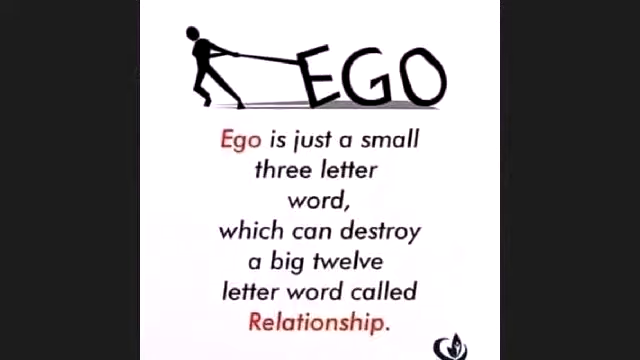 EGO
Ego is just a small
three letter
word,
which can destroy
a big twelve
letter word called
Relationship.